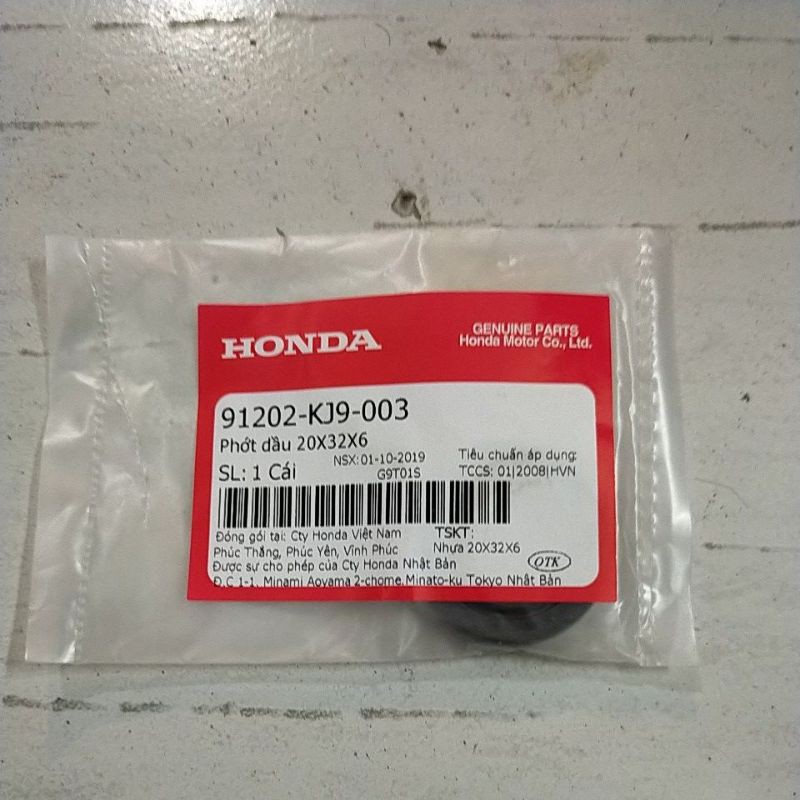 HONDA
GENUINE PARTS
Honda Motor Co., Ltd.
91202-KJ9-003
Phớt dầu 20X32X6
NSX: 01-10-2019
Tiêu chuẩn áp dụng:
SL: 1 Cái
G9T01S
TCCS: 01|2008|HVN
Đóng gói tại: Cty Honda Việt Nam
TSKT:
Phúc Thắng, Phúc Yên, Vĩnh Phúc
Nhựa 20X32X6
Được sự cho phép của Cty Honda Nhật Bản
OTK
Đ.C 1-1, Minami Aoyama 2-chome,Minato-ku Tokyo Nhật Bản